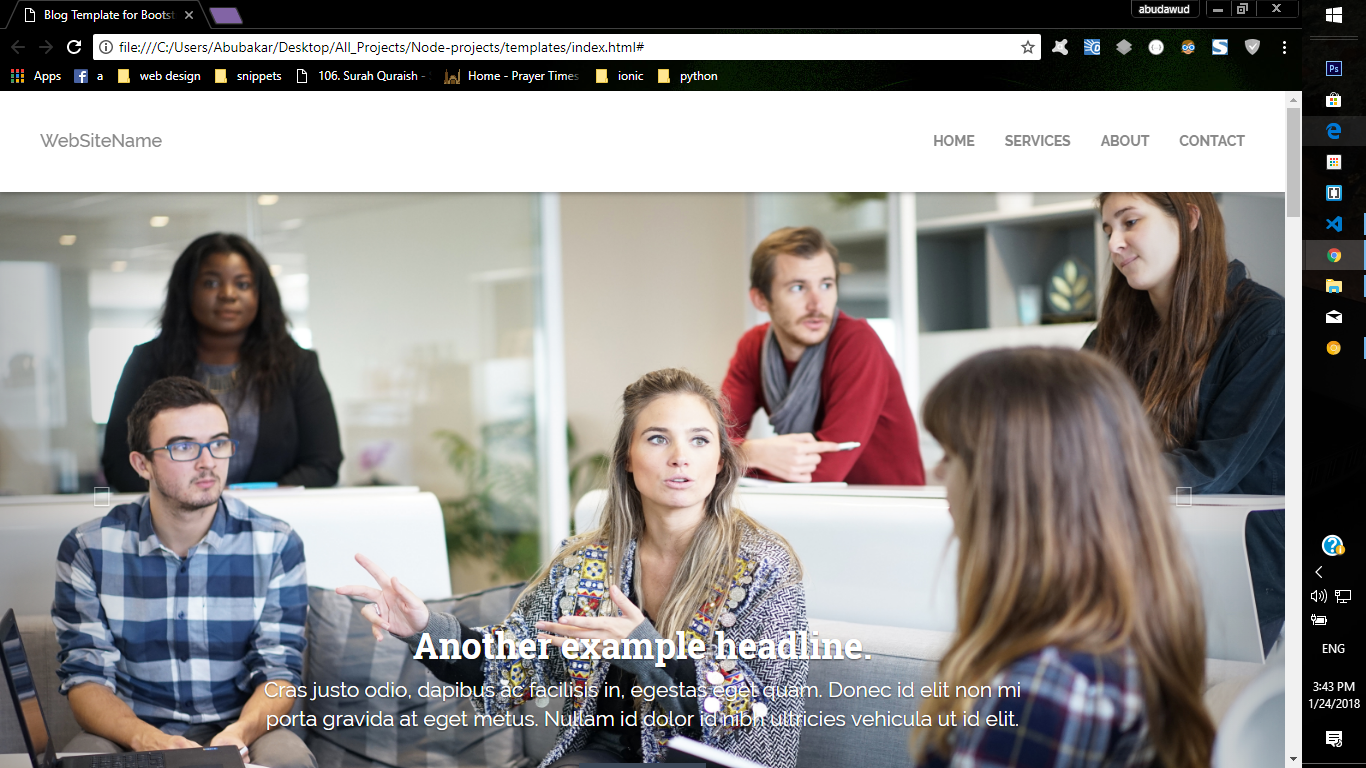 Blog Template for Bootst
abudawud
file:///C:/Users/Abubakar/Desktop/All_Projects/Node-projects/templates/index.html#
Apps
a
web design
snippets
106. Surah Quraish -
Home - Prayer Times
ionic
python
WebSiteName
HOME
SERVICES
ABOUT
CONTACT
Another example headline.
Cras justo odio, dapibus ac facilisis in, egestas eget quam. Donec id elit non mi
porta gravida at eget metus. Nullam id dolor id nibh ultricies vehicula ut id elit.
Ps
ENG
3:43 PM
1/24/2018